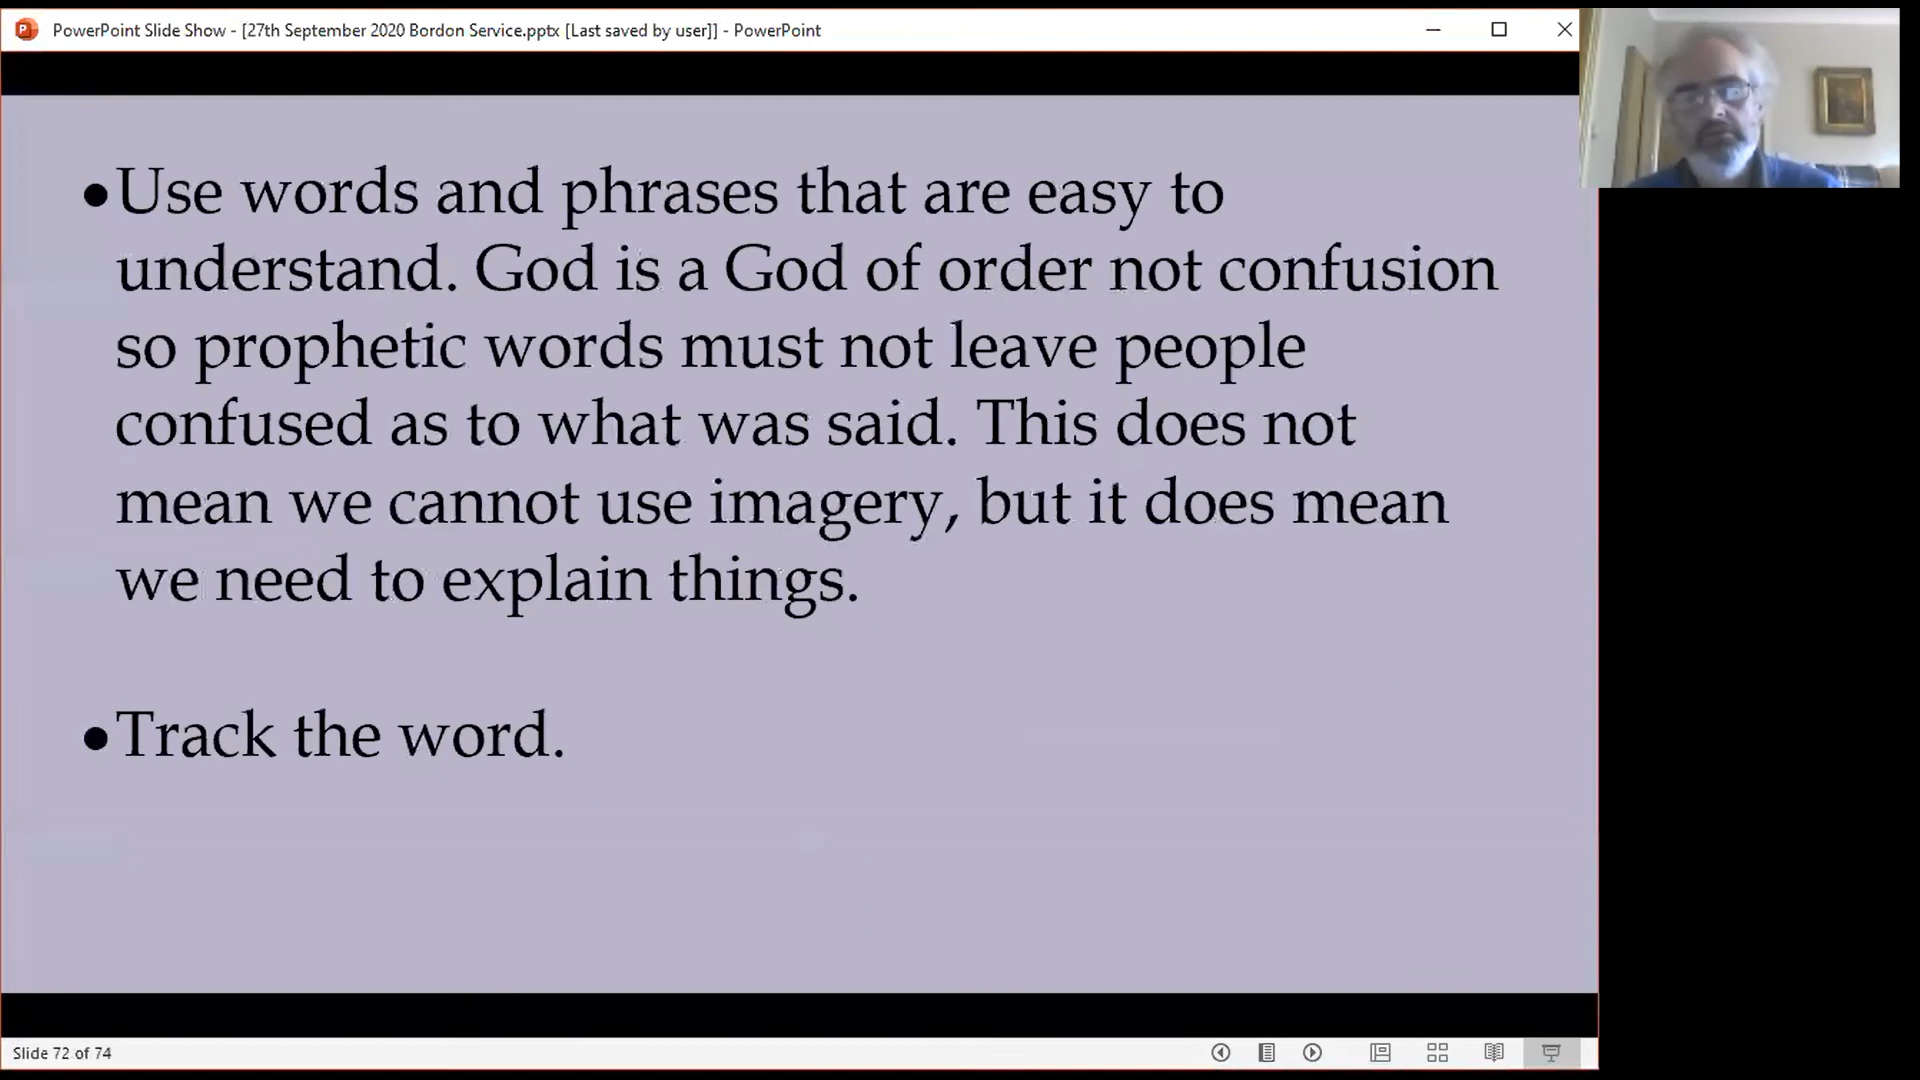 PowerPoint Slide Show - [27th September 2020 Bordon Service.pptx [Last saved by user]] - PowerPoint
•Use words and phrases that are easy to
understand. God is a God of order not confusion
so prophetic words must not leave people
confused as to what was said. This does not
mean we cannot use imagery, but it does mean
we need to explain things.
•Track the word.
Slide 72 of 74